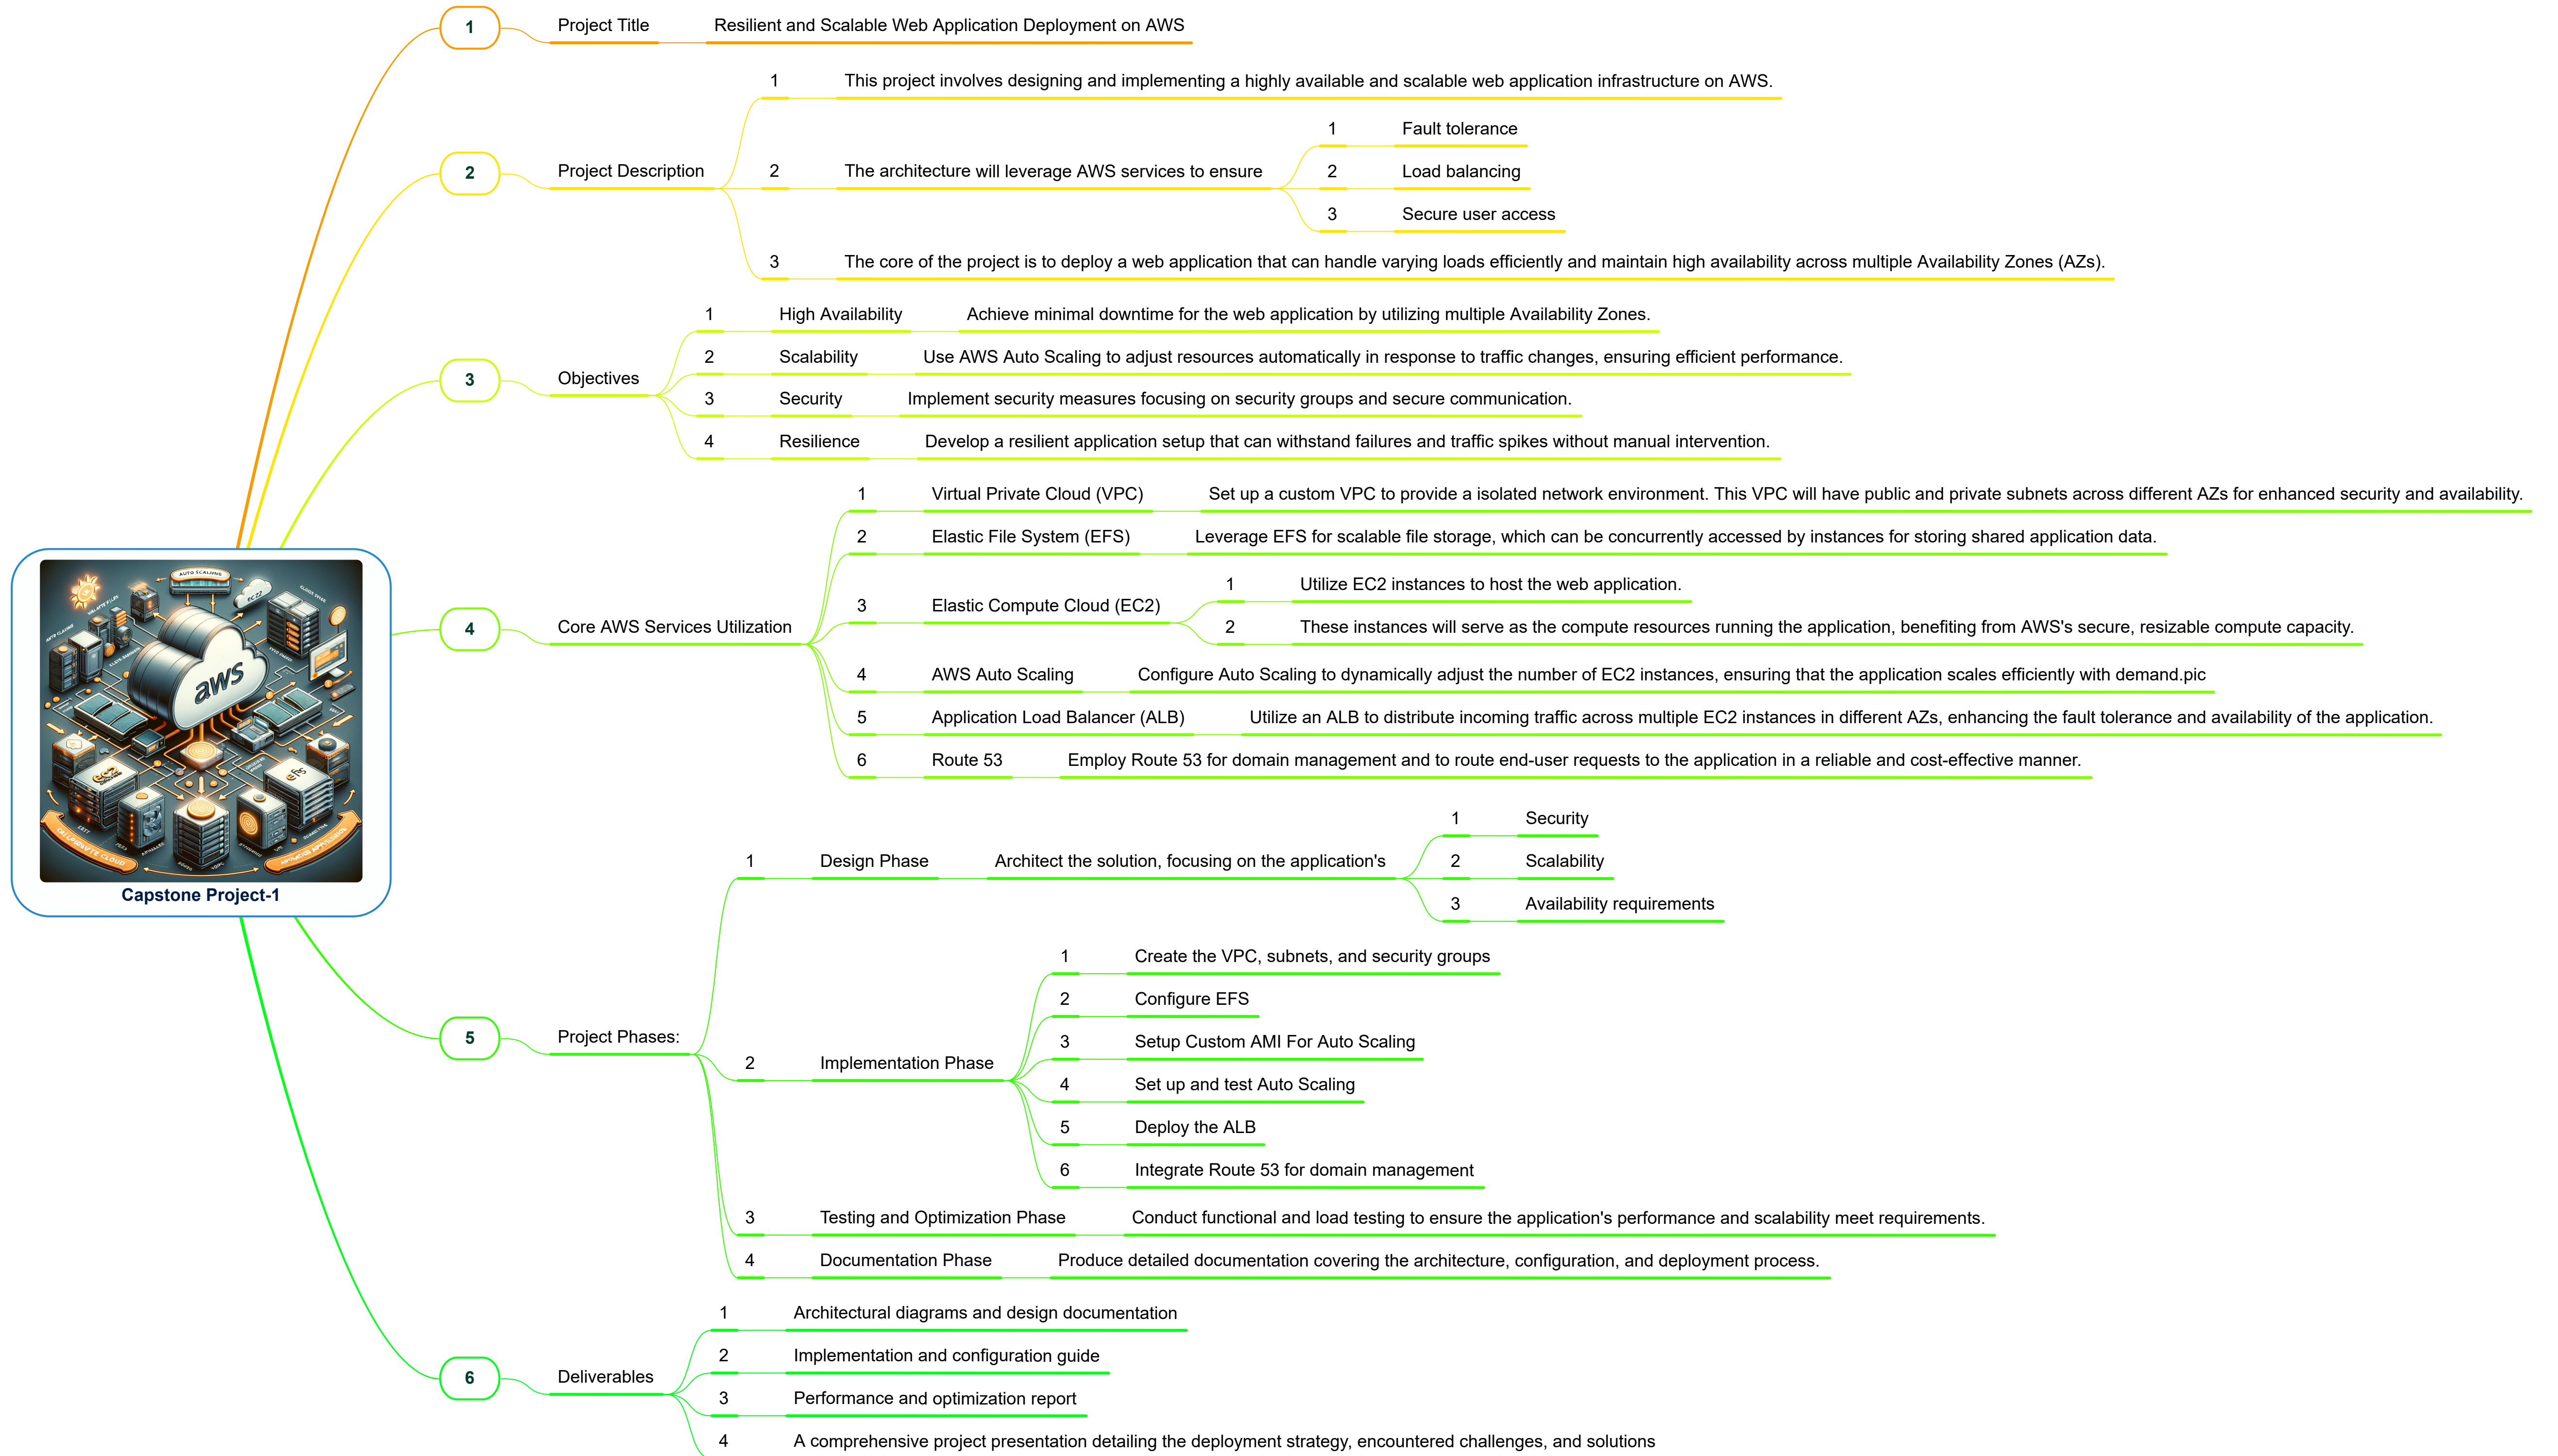 1
Project Title
Resilient and Scalable Web Application Deployment on AWS
2
Project Description
1
This project involves designing and implementing a highly available and scalable web application infrastructure on AWS.
2
The architecture will leverage AWS services to ensure
1
Fault tolerance
2
Load balancing
3
Secure user access
3
The core of the project is to deploy a web application that can handle varying loads efficiently and maintain high availability across multiple Availability Zones (AZs).
3
Objectives
1
High Availability
Achieve minimal downtime for the web application by utilizing multiple Availability Zones.
2
Scalability
Use AWS Auto Scaling to adjust resources automatically in response to traffic changes, ensuring efficient performance.
3
Security
Implement security measures focusing on security groups and secure communication.
4
Resilience
Develop a resilient application setup that can withstand failures and traffic spikes without manual intervention.
4
Core AWS Services Utilization
1
Virtual Private Cloud (VPC)
Set up a custom VPC to provide a isolated network environment. This VPC will have public and private subnets across different AZs for enhanced security and availability.
2
Elastic File System (EFS)
Leverage EFS for scalable file storage, which can be concurrently accessed by instances for storing shared application data.
3
Elastic Compute Cloud (EC2)
1
Utilize EC2 instances to host the web application.
2
These instances will serve as the compute resources running the application, benefiting from AWS's secure, resizable compute capacity.
4
AWS Auto Scaling
Configure Auto Scaling to dynamically adjust the number of EC2 instances, ensuring that the application scales efficiently with demand.pic
5
Application Load Balancer (ALB)
Utilize an ALB to distribute incoming traffic across multiple EC2 instances in different AZs, enhancing the fault tolerance and availability of the application.
6
Route 53
Employ Route 53 for domain management and to route end-user requests to the application in a reliable and cost-effective manner.
aws
ec2
efs
Capstone Project-1
5
Project Phases:
1
Design Phase
Architect the solution, focusing on the application's
1
Security
2
Scalability
3
Availability requirements
2
Implementation Phase
1
Create the VPC, subnets, and security groups
2
Configure EFS
3
Setup Custom AMI For Auto Scaling
4
Set up and test Auto Scaling
5
Deploy the ALB
6
Integrate Route 53 for domain management
3
Testing and Optimization Phase
Conduct functional and load testing to ensure the application's performance and scalability meet requirements.
4
Documentation Phase
Produce detailed documentation covering the architecture, configuration, and deployment process.
6
Deliverables
1
Architectural diagrams and design documentation
2
Implementation and configuration guide
3
Performance and optimization report
4
A comprehensive project presentation detailing the deployment strategy, encountered challenges, and solutions